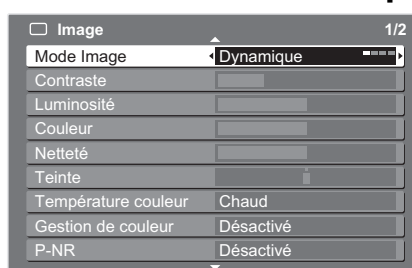 Image 1/2
Mode Image Dynamique
Contraste
Luminosité
Couleur
Netteté
Teinte
Température couleur Chaud
Gestion de couleur Désactivé
P-NR Désactivé